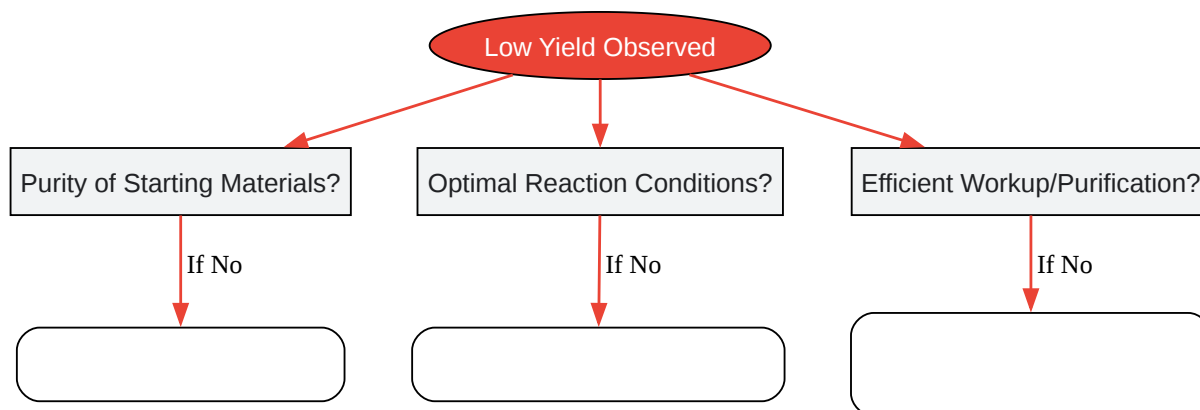 Low Yield Observed
Purity of Starting Materials?
Optimal Reaction Conditions?
Efficient Workup/Purification?
If No
If No
If No